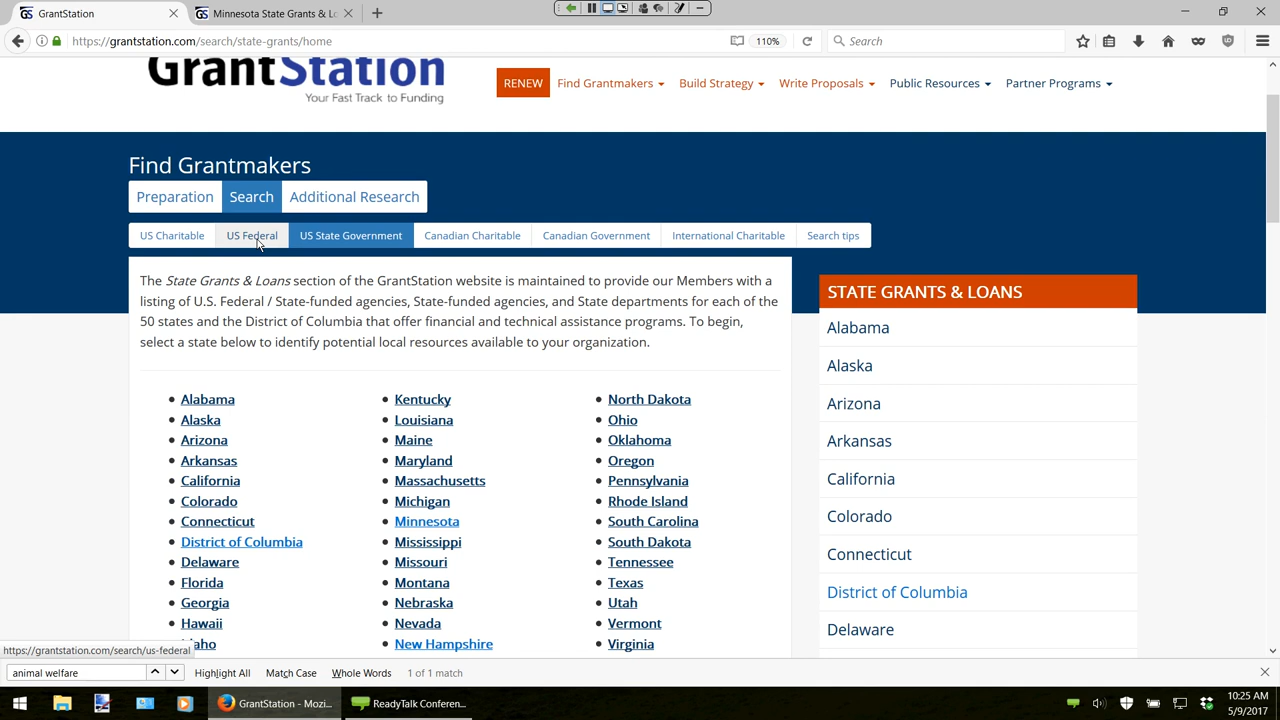 GrantStation
Minnesota State Grants & L
https://grantstation.com/search/state-grants/home
110%
Search
GrantStation
Your Fast Track to Funding
RENEW
Find Grantmakers
Build Strategy
Write Proposals
Public Resources
Partner Programs
Find Grantmakers
Preparation
Search
Additional Research
US Charitable
US Federal
US State Government
Canadian Charitable
Canadian Government
International Charitable
Search tips
The State Grants & Loans section of the GrantStation website is maintained to provide our Members with a
listing of U.S. Federal / State-funded agencies, State-funded agencies, and State departments for each of the
50 states and the District of Columbia that offer financial and technical assistance programs. To begin,
select a state below to identify potential local resources available to your organization.
Alabama
Alaska
Arizona
Arkansas
California
Colorado
Connecticut
District of Columbia
Delaware
Florida
Georgia
Hawaii
Idaho
Kentucky
Louisiana
Maine
Maryland
Massachusetts
Michigan
Minnesota
Mississippi
Missouri
Montana
Nebraska
Nevada
New Hampshire
North Dakota
Ohio
Oklahoma
Oregon
Pennsylvania
Rhode Island
South Carolina
South Dakota
Tennessee
Texas
Utah
Vermont
Virginia
STATE GRANTS & LOANS
Alabama
Alaska
Arizona
Arkansas
California
Colorado
Connecticut
District of Columbia
Delaware
https://grantstation.com/search/us-federal
animal welfare
Highlight All
Match Case
Whole Words
1 of 1 match
GrantStation - Mozi...
ReadyTalk Conferen...
10:25 AM
5/9/2017